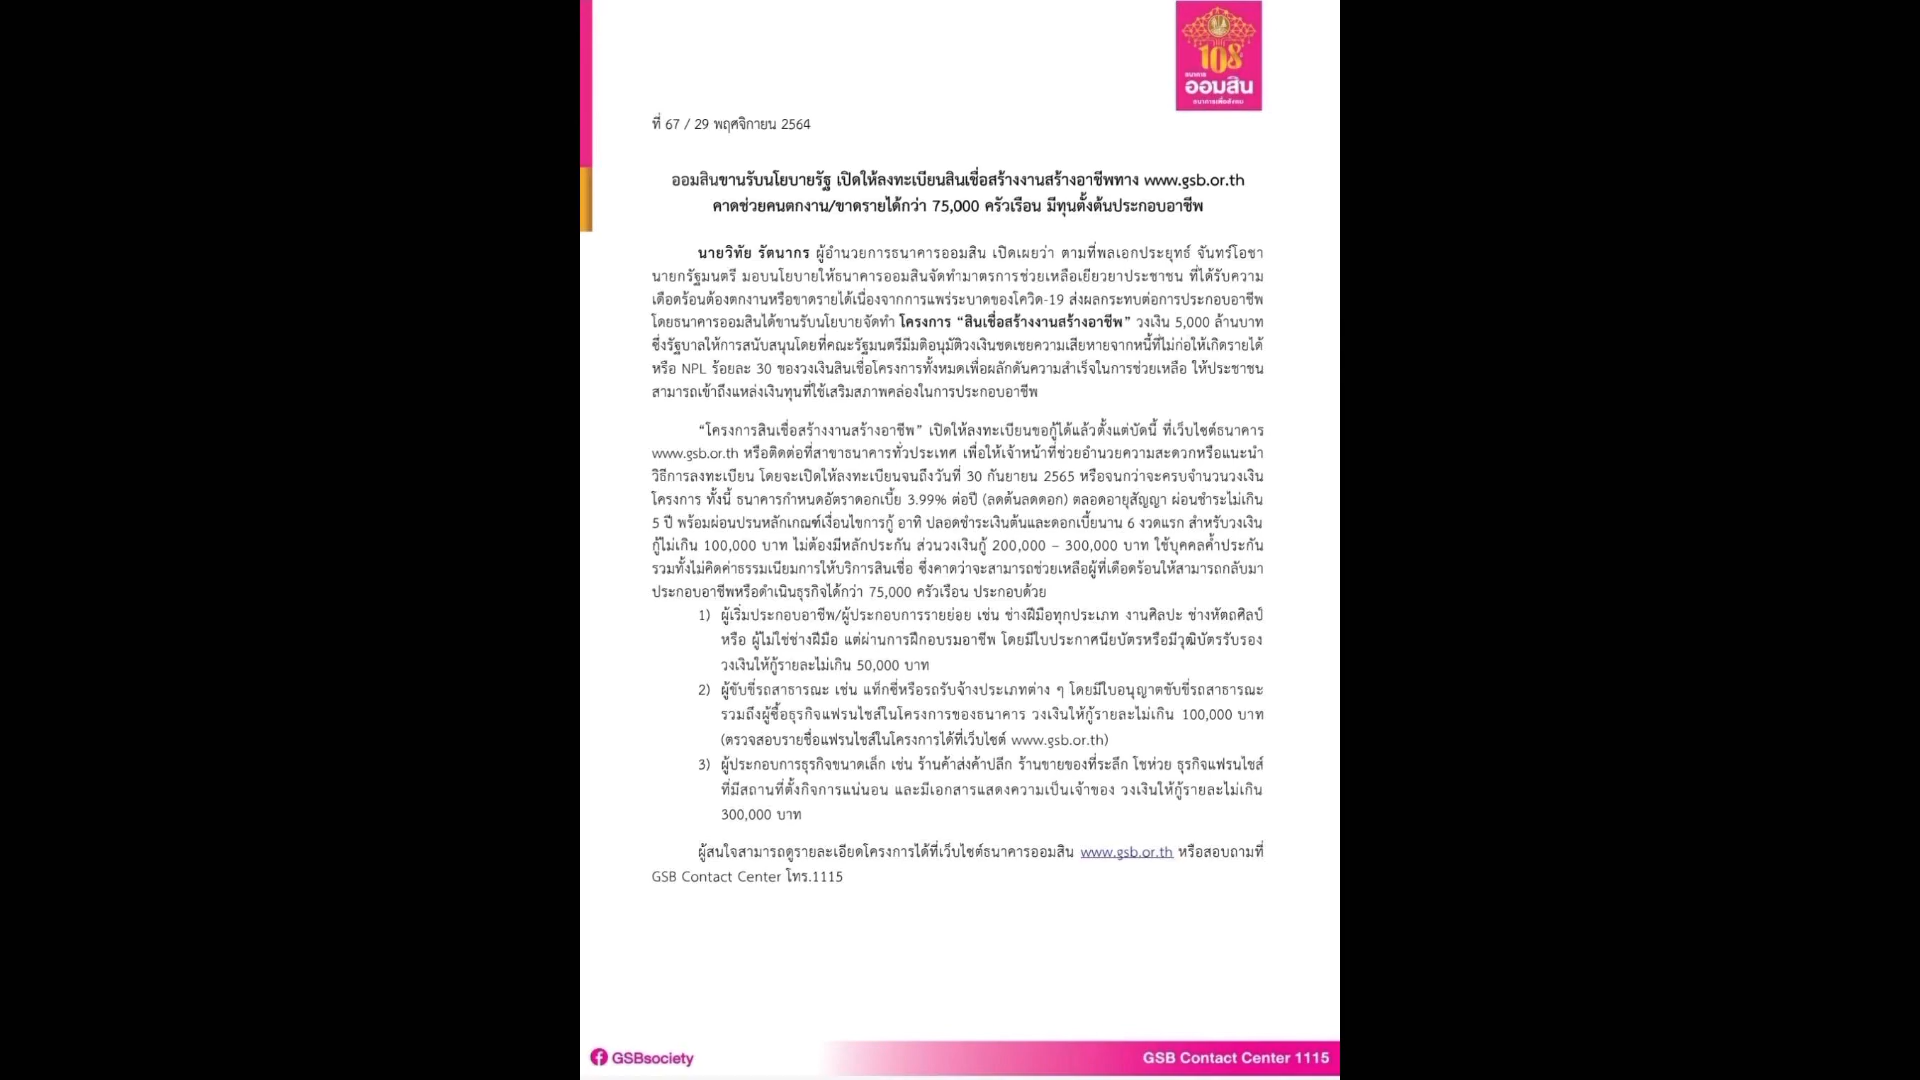 108
ธนาคาร
ออมสิน
ธนาคารเพื่อสังคม
ที่ 67 / 29 พฤศจิกายน 2564
ออมสินขานรับนโยบายรัฐ เปิดให้ลงทะเบียนสินเชื่อสร้างงานสร้างอาชีพทาง www.gsb.or.th
คาดช่วยคนตกงาน/ขาดรายได้กว่า 75,000 ครัวเรือน มีทุนตั้งต้นประกอบอาชีพ
นายวิทัย รัตนากร ผู้อำนวยการธนาคารออมสิน เปิดเผยว่า ตามที่พลเอกประยุทธ์ จันทร์โอชา
นายกรัฐมนตรี มอบนโยบายให้ธนาคารออมสินจัดทำมาตรการช่วยเหลือเยียวยาประชาชน ที่ได้รับความ
เดือดร้อนต้องตกงานหรือขาดรายได้เนื่องจากการแพร่ระบาดของโควิด-19 ส่งผลกระทบต่อการประกอบอาชีพ
โดยธนาคารออมสินได้ขานรับนโยบายจัดทำ โครงการ “สินเชื่อสร้างงานสร้างอาชีพ” วงเงิน 5,000 ล้านบาท
ซึ่งรัฐบาลให้การสนับสนุนโดยที่คณะรัฐมนตรีมีมติอนุมัติวงเงินชดเชยความเสียหายจากหนี้ที่ไม่ก่อให้เกิดรายได้
หรือ NPL ร้อยละ 30 ของวงเงินสินเชื่อโครงการทั้งหมดเพื่อผลักดันความสำเร็จในการช่วยเหลือ ให้ประชาชน
สามารถเข้าถึงแหล่งเงินทุนที่ใช้เสริมสภาพคล่องในการประกอบอาชีพ
“โครงการสินเชื่อสร้างงานสร้างอาชีพ” เปิดให้ลงทะเบียนขอกู้ได้แล้วตั้งแต่บัดนี้ ที่เว็บไซต์ธนาคาร
www.gsb.or.th หรือติดต่อที่สาขาธนาคารทั่วประเทศ เพื่อให้เจ้าหน้าที่ช่วยอำนวยความสะดวกหรือแนะนำ
วิธีการลงทะเบียน โดยจะเปิดให้ลงทะเบียนจนถึงวันที่ 30 กันยายน 2565 หรือจนกว่าจะครบจำนวนวงเงิน
โครงการ ทั้งนี้ ธนาคารกำหนดอัตราดอกเบี้ย 3.99% ต่อปี (ลดต้นลดดอก) ตลอดอายุสัญญา ผ่อนชำระไม่เกิน
5 ปี พร้อมผ่อนปรนหลักเกณฑ์เงื่อนไขการกู้ อาทิ ปลอดชำระเงินต้นและดอกเบี้ยนาน 6 งวดแรก สำหรับวงเงิน
กู้ไม่เกิน 100,000 บาท ไม่ต้องมีหลักประกัน ส่วนวงเงินกู้ 200,000 – 300,000 บาท ใช้บุคคลค้ำประกัน
รวมทั้งไม่คิดค่าธรรมเนียมการให้บริการสินเชื่อ ซึ่งคาดว่าจะสามารถช่วยเหลือผู้ที่เดือดร้อนให้สามารถกลับมา
ประกอบอาชีพหรือดำเนินธุรกิจได้กว่า 75,000 ครัวเรือน ประกอบด้วย
1) ผู้เริ่มประกอบอาชีพ/ผู้ประกอบการรายย่อย เช่น ช่างฝีมือทุกประเภท งานศิลปะ ช่างหัตถศิลป์
หรือ ผู้ไม่ใช่ช่างฝีมือ แต่ผ่านการฝึกอบรมอาชีพ โดยมีใบประกาศนียบัตรหรือมีวุฒิบัตรรับรอง
วงเงินให้กู้รายละไม่เกิน 50,000 บาท
2) ผู้ขับขี่รถสาธารณะ เช่น แท็กซี่หรือรถรับจ้างประเภทต่าง ๆ โดยมีใบอนุญาตขับขี่รถสาธารณะ
รวมถึงผู้ซื้อธุรกิจแฟรนไชส์ในโครงการของธนาคาร วงเงินให้กู้รายละไม่เกิน 100,000 บาท
(ตรวจสอบรายชื่อแฟรนไชส์ในโครงการได้ที่เว็บไซต์ www.gsb.or.th)
3) ผู้ประกอบการธุรกิจขนาดเล็ก เช่น ร้านค้าส่งค้าปลีก ร้านขายของที่ระลึก โชห่วย ธุรกิจแฟรนไชส์
ที่มีสถานที่ตั้งกิจการแน่นอน และมีเอกสารแสดงความเป็นเจ้าของ วงเงินให้กู้รายละไม่เกิน
300,000 บาท
ผู้สนใจสามารถดูรายละเอียดโครงการได้ที่เว็บไซต์ธนาคารออมสิน www.gsb.or.th หรือสอบถามที่
GSB Contact Center โทร.1115
GSBsociety
GSB Contact Center 1115